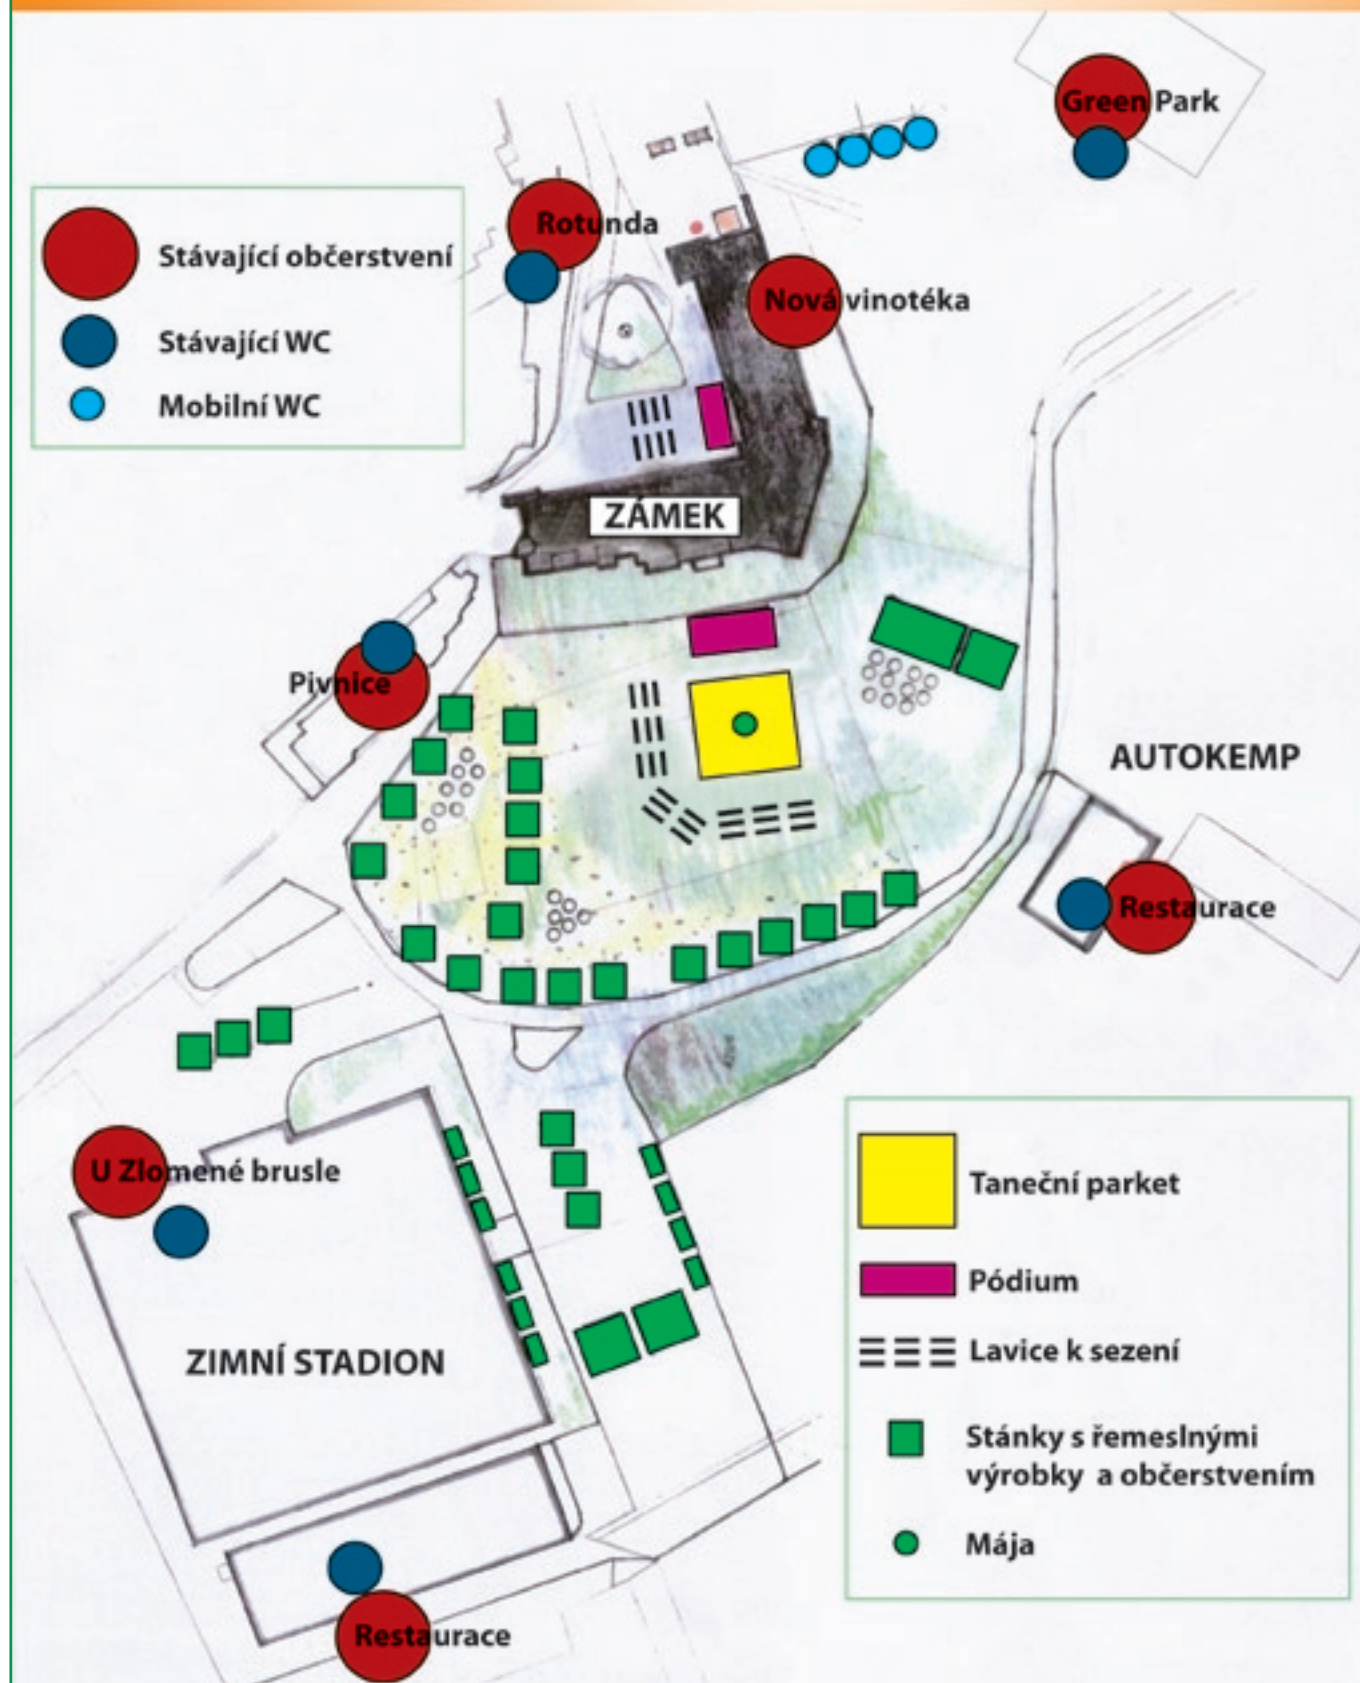 Green Park
Rotunda
Stávající občerstvení
Nová vinotéka
Stávající WC
Mobilní WC
ZÁMEK
Pivnice
AUTOKEMP
Restaurace
U Zlomené brusle
Taneční parket
Pódium
Lavice k sezení
ZIMNÍ STADION
Stánky s řemeslnými
výrobky a občerstvením
Mája
Restaurace